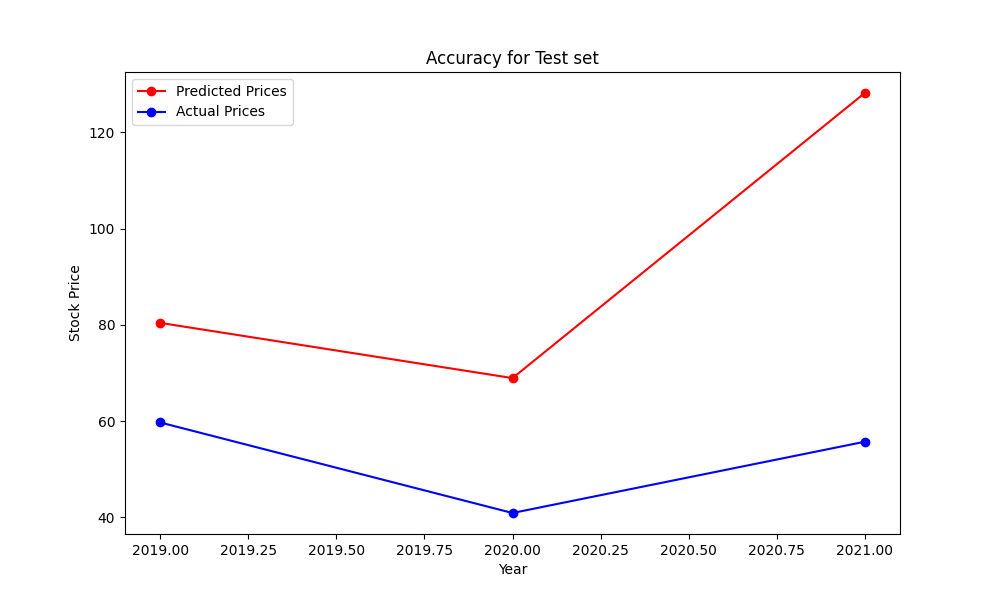 Accuracy for Test set
Predicted Prices
Actual Prices
120
100
80
60
40
Stock Price
2019.00 2019.25 2019.50 2019.75 2020.00 2020.25 2020.50 2020.75 2021.00
Year